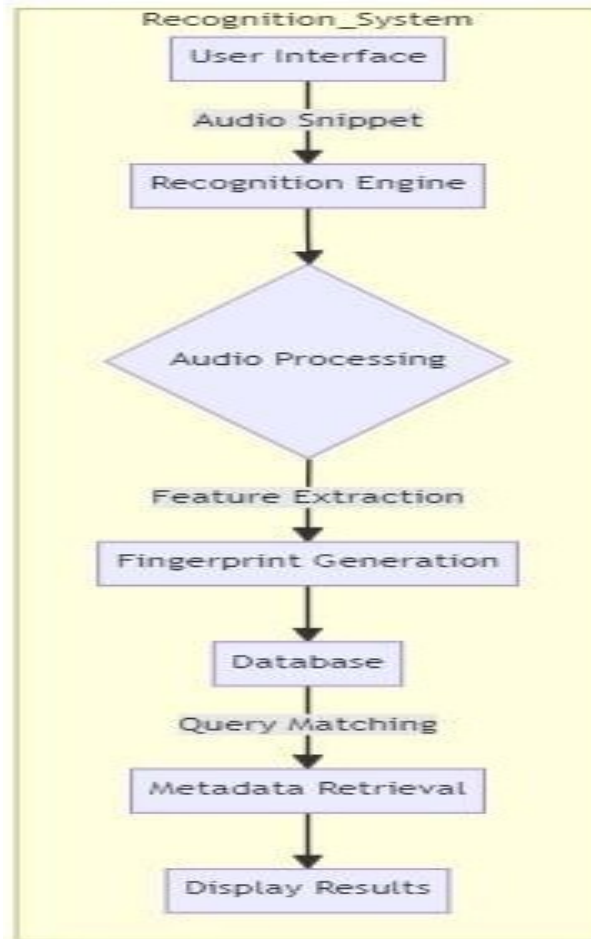 Recognition_System
User Interface
Audio Snippet
Recognition Engine
Audio Processing
Feature Extraction
Fingerprint Generation
Database
Query Matching
Metadata Retrieval
Display Results